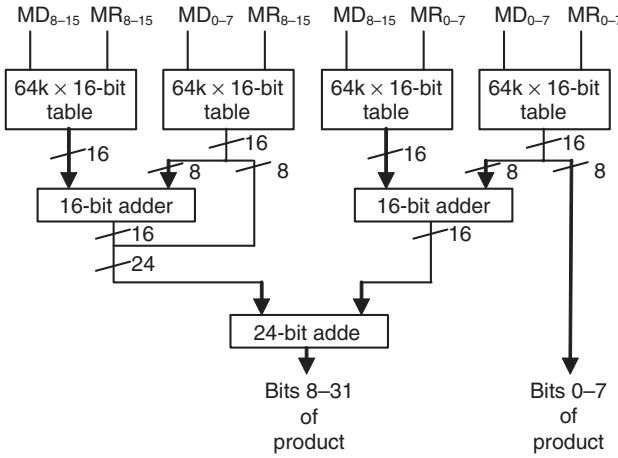 MD8–15 MR8–15 MD0–7 MR8–15 MD8–15 MR0–7 MD0–7 MR0–7
64k × 16-bit table 64k × 16-bit table 64k × 16-bit table 64k × 16-bit table
16 16 16 16
8 8 8 8
16-bit adder 16-bit adder
16 16
24
24-bit adde
Bits 8–31 Bits 0–7
of of
product product